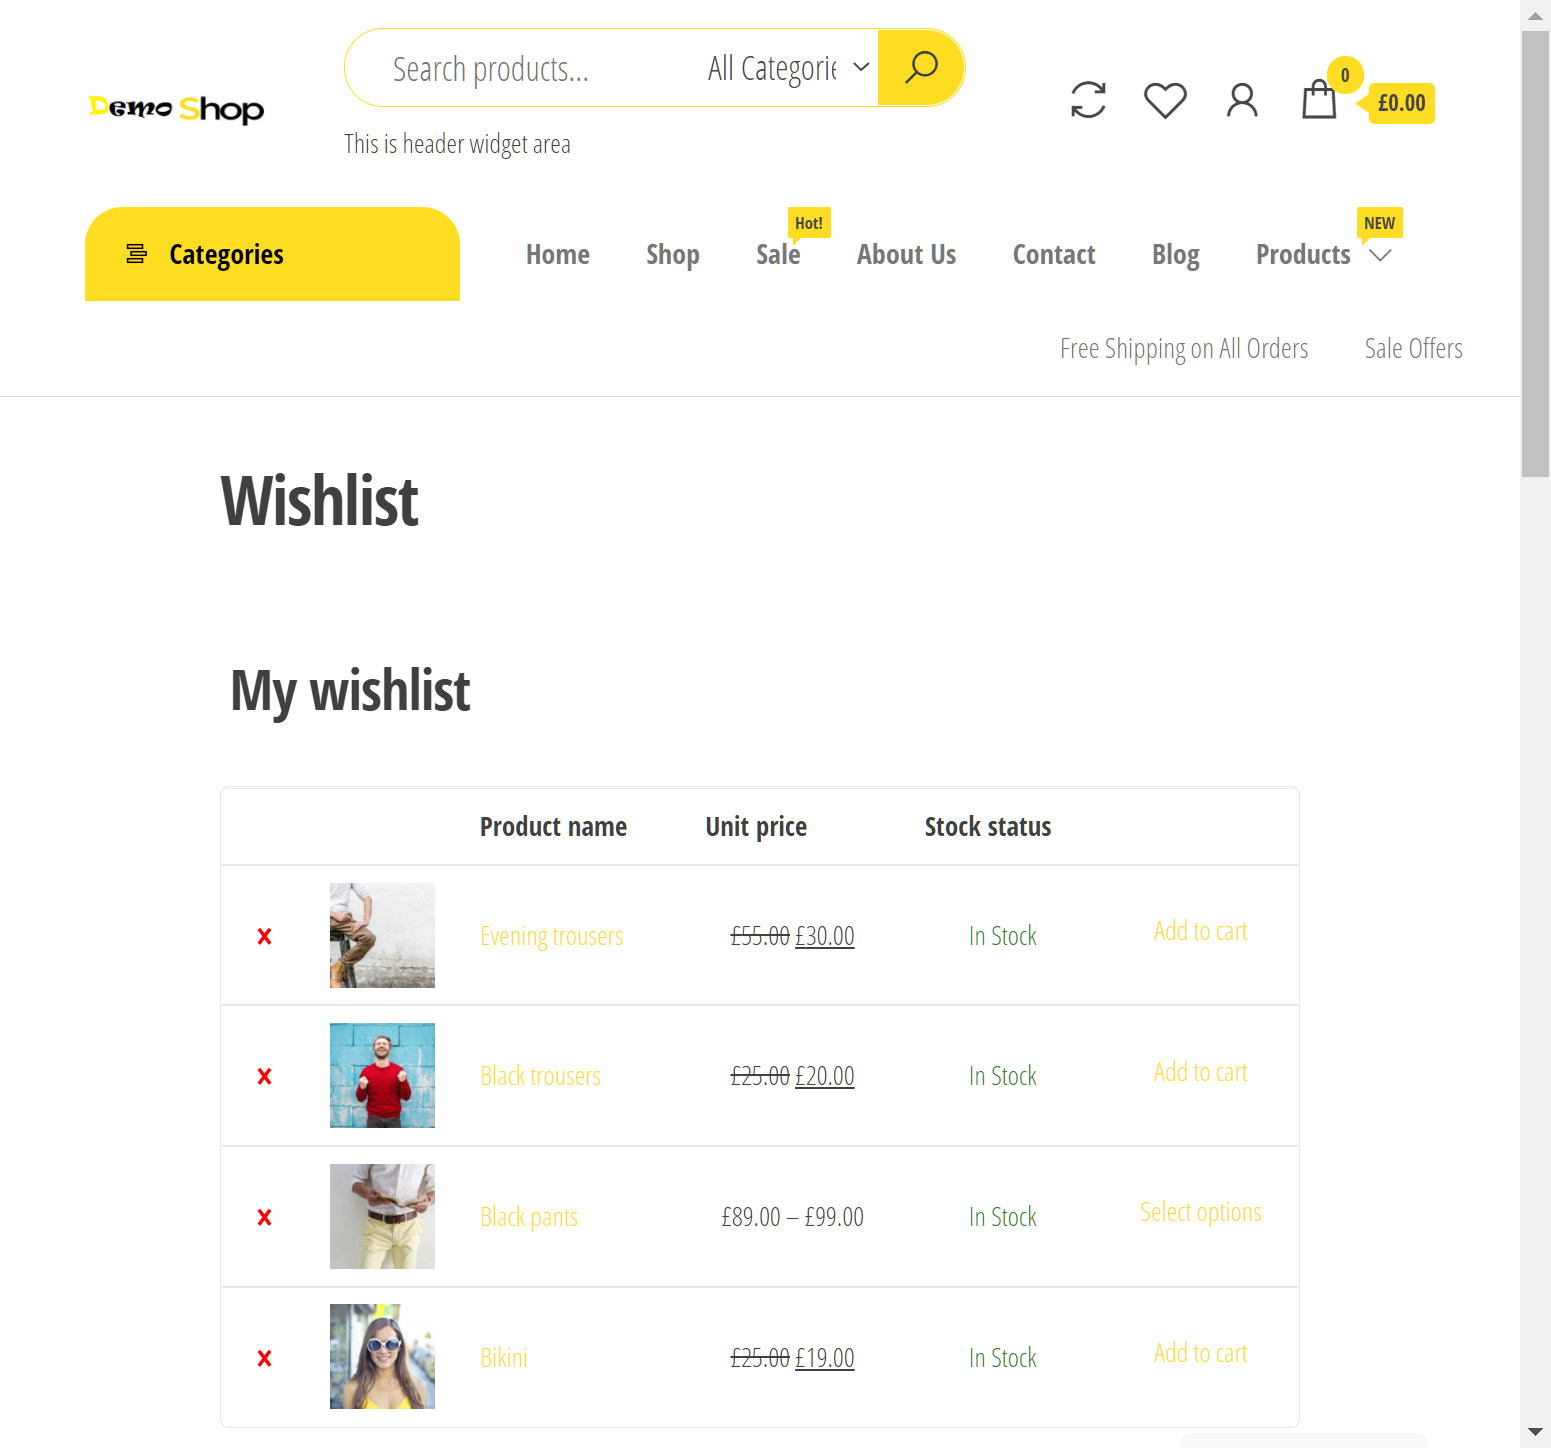 Demo Shop
Search products...
All Categorie
This is header widget area
0
£0.00
Categories
Home
Shop
Sale
Hot!
About Us
Contact
Blog
Products
NEW
Free Shipping on All Orders
Sale Offers
Wishlist
My wishlist
Product name Unit price Stock status
Evening trousers £55.00 £30.00 In Stock Add to cart
Black trousers £25.00 £20.00 In Stock Add to cart
Black pants £89.00 – £99.00 In Stock Select options
Bikini £25.00 £19.00 In Stock Add to cart